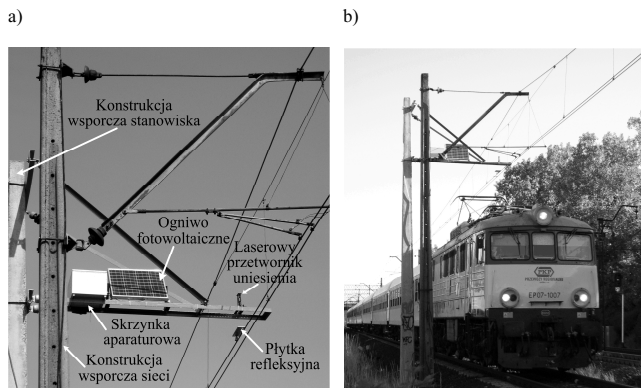 a)
b)
Konstrukcja
wsporcza stanowiska
Ogniwo
fotowoltaiczne
Laserowy
przetwornik
uniesienia
Skrzynka
aparaturowa
Płytka
refleksyjna
Konstrukcja
wsporcza sieci
EP07-1007